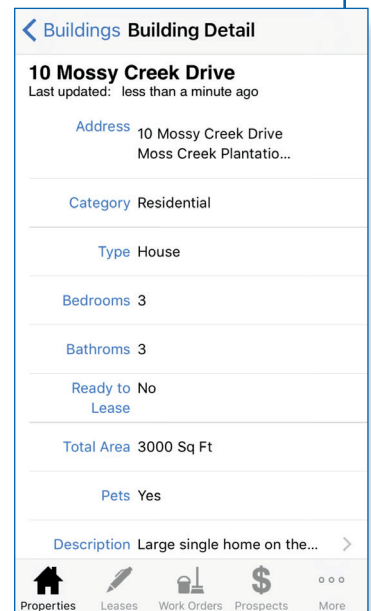 Buildings Building Detail
10 Mossy Creek Drive
Last updated: less than a minute ago
Address 10 Mossy Creek Drive
Moss Creek Plantatio...
Category Residential
Type House
Bedrooms 3
Bathroms 3
Ready to No
Lease
Total Area 3000 Sq Ft
Pets Yes
Description Large single home on the...
Properties Leases Work Orders Prospects More